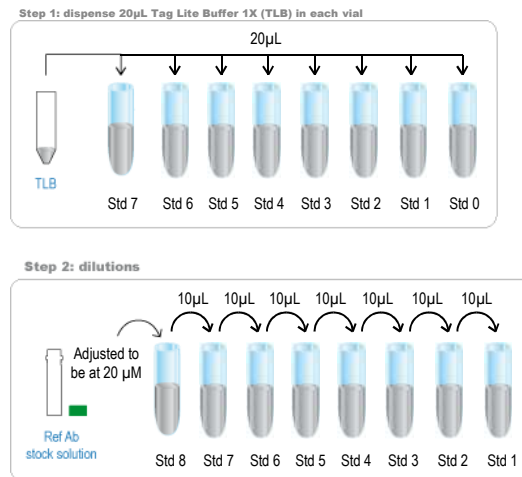 Step 1: dispense 20µL Tag Lite Buffer 1X (TLB) in each vial
20µL
TLB
Std 7 Std 6 Std 5 Std 4 Std 3 Std 2 Std 1 Std 0
Step 2: dilutions
10µL 10µL 10µL 10µL 10µL 10µL 10µL
Adjusted to
be at 20 µM
Ref Ab
stock solution
Std 8 Std 7 Std 6 Std 5 Std 4 Std 3 Std 2 Std 1